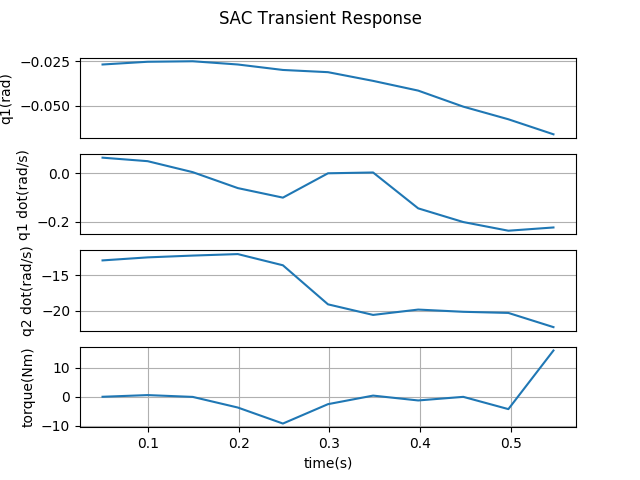 SAC Transient Response
q1(rad)
−0.025
−0.050
q1 dot(rad/s)
0.0
−0.2
q2 dot(rad/s)
−15
−20
torque(Nm)
10
0
−10
0.1 0.2 0.3 0.4 0.5
time(s)